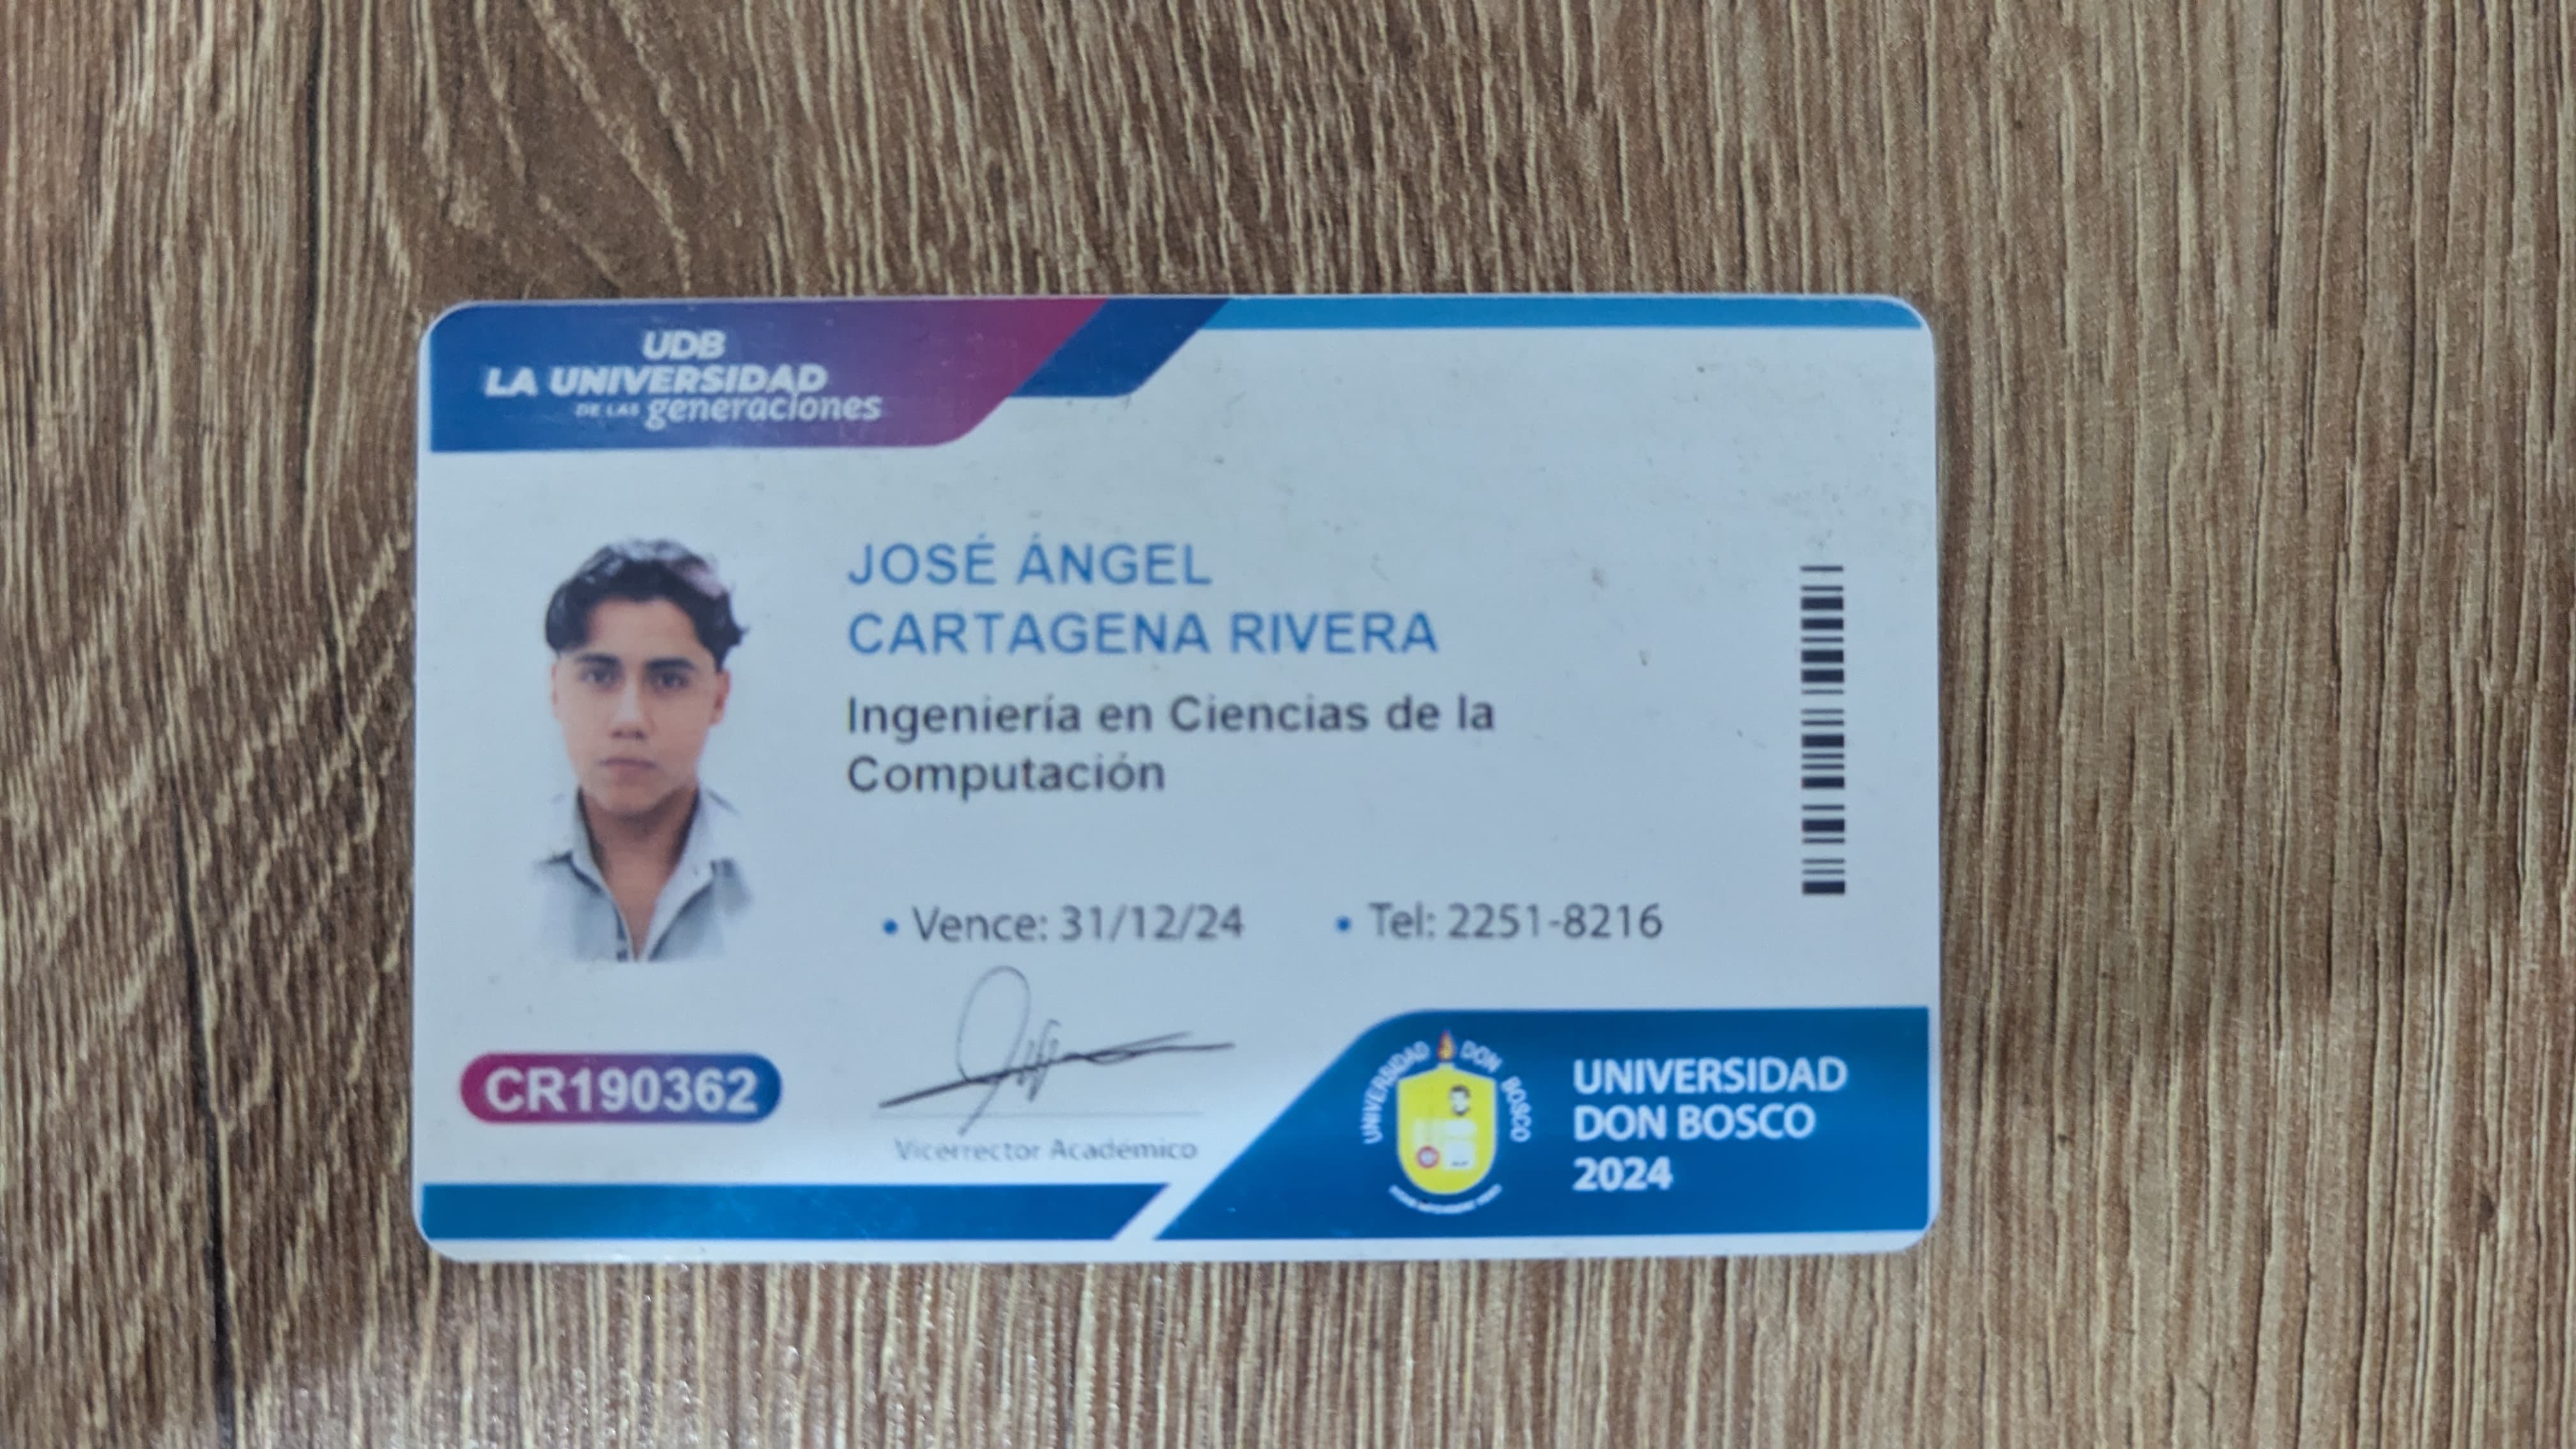 UDB
LA UNIVERSIDAD
DE LAS generaciones
JOSÉ ÁNGEL
CARTAGENA RIVERA
Ingeniería en Ciencias de la
Computación
• Vence: 31/12/24
• Tel: 2251-8216
CR190362
Vicerrector Académico
UNIVERSIDAD DON BOSCO
UNIVERSIDAD
DON BOSCO
2024